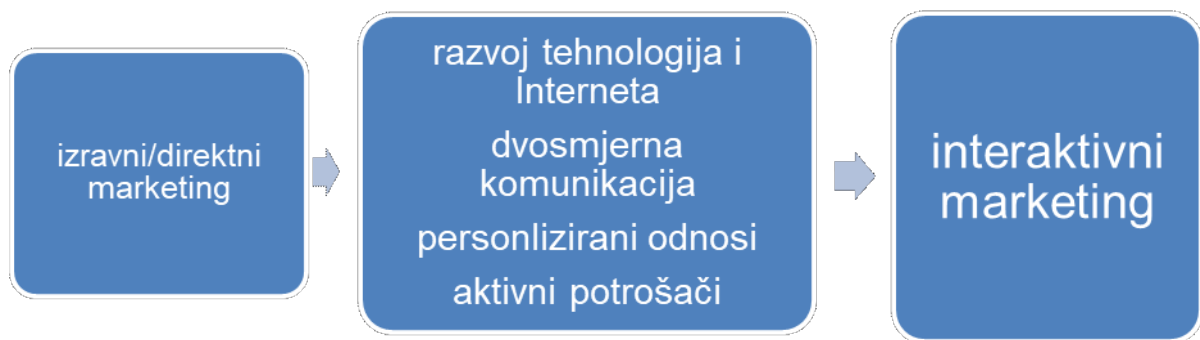 izravni/direktni
marketing
razvoj tehnologija i
Interneta
dvosmjerna
komunikacija
personlizirani odnosi
aktivni potrošači
interaktivni
marketing